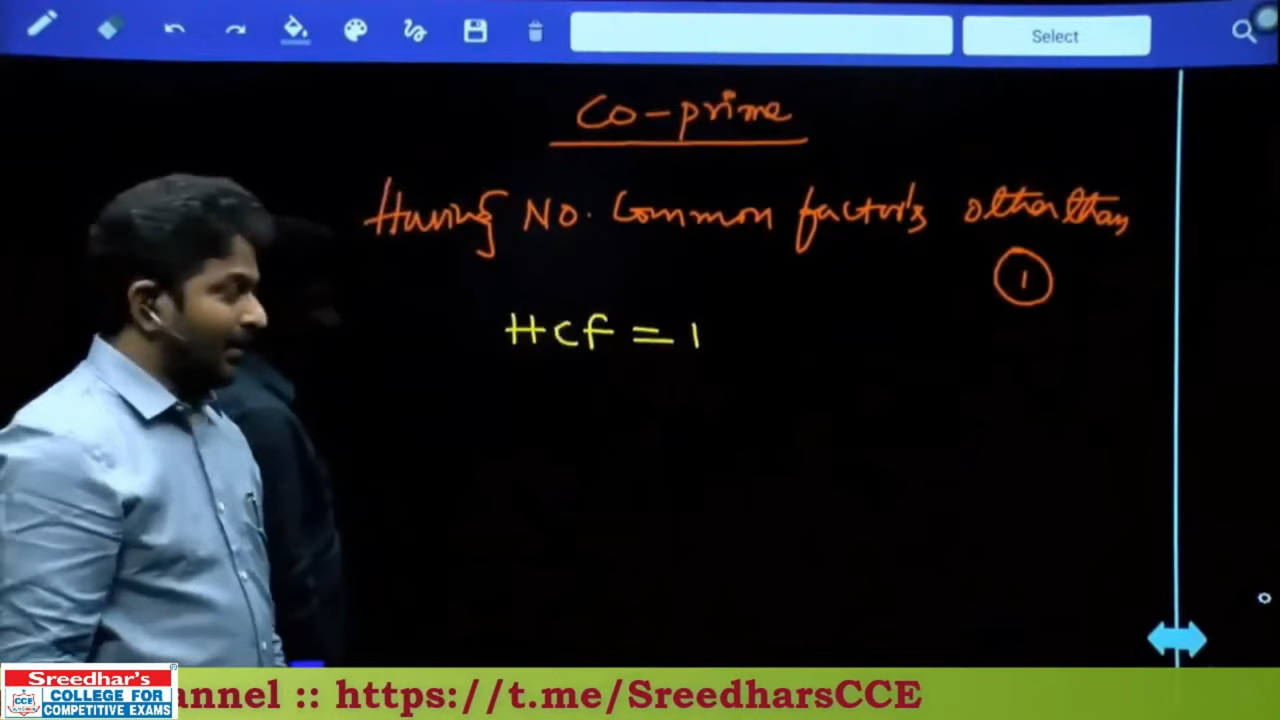 Select
Co-prime
Having No. Common factor's other than
1
HCF = 1
Sreedhar's
CCE
COLLEGE FOR
COMPETITIVE EXAMS
annel :: https://t.me/SreedharsCCE